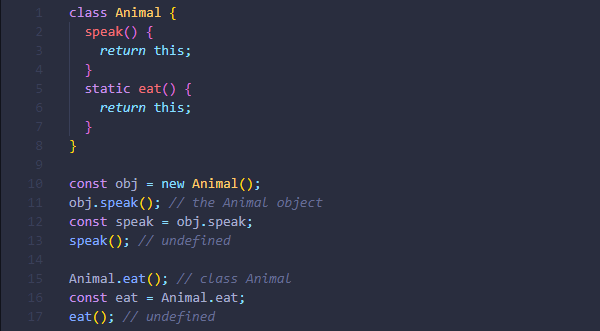 1 class Animal {
2   speak() {
3     return this;
4   }
5   static eat() {
6     return this;
7   }
8 }
9
10 const obj = new Animal();
11 obj.speak(); // the Animal object
12 const speak = obj.speak;
13 speak(); // undefined
14
15 Animal.eat(); // class Animal
16 const eat = Animal.eat;
17 eat(); // undefined